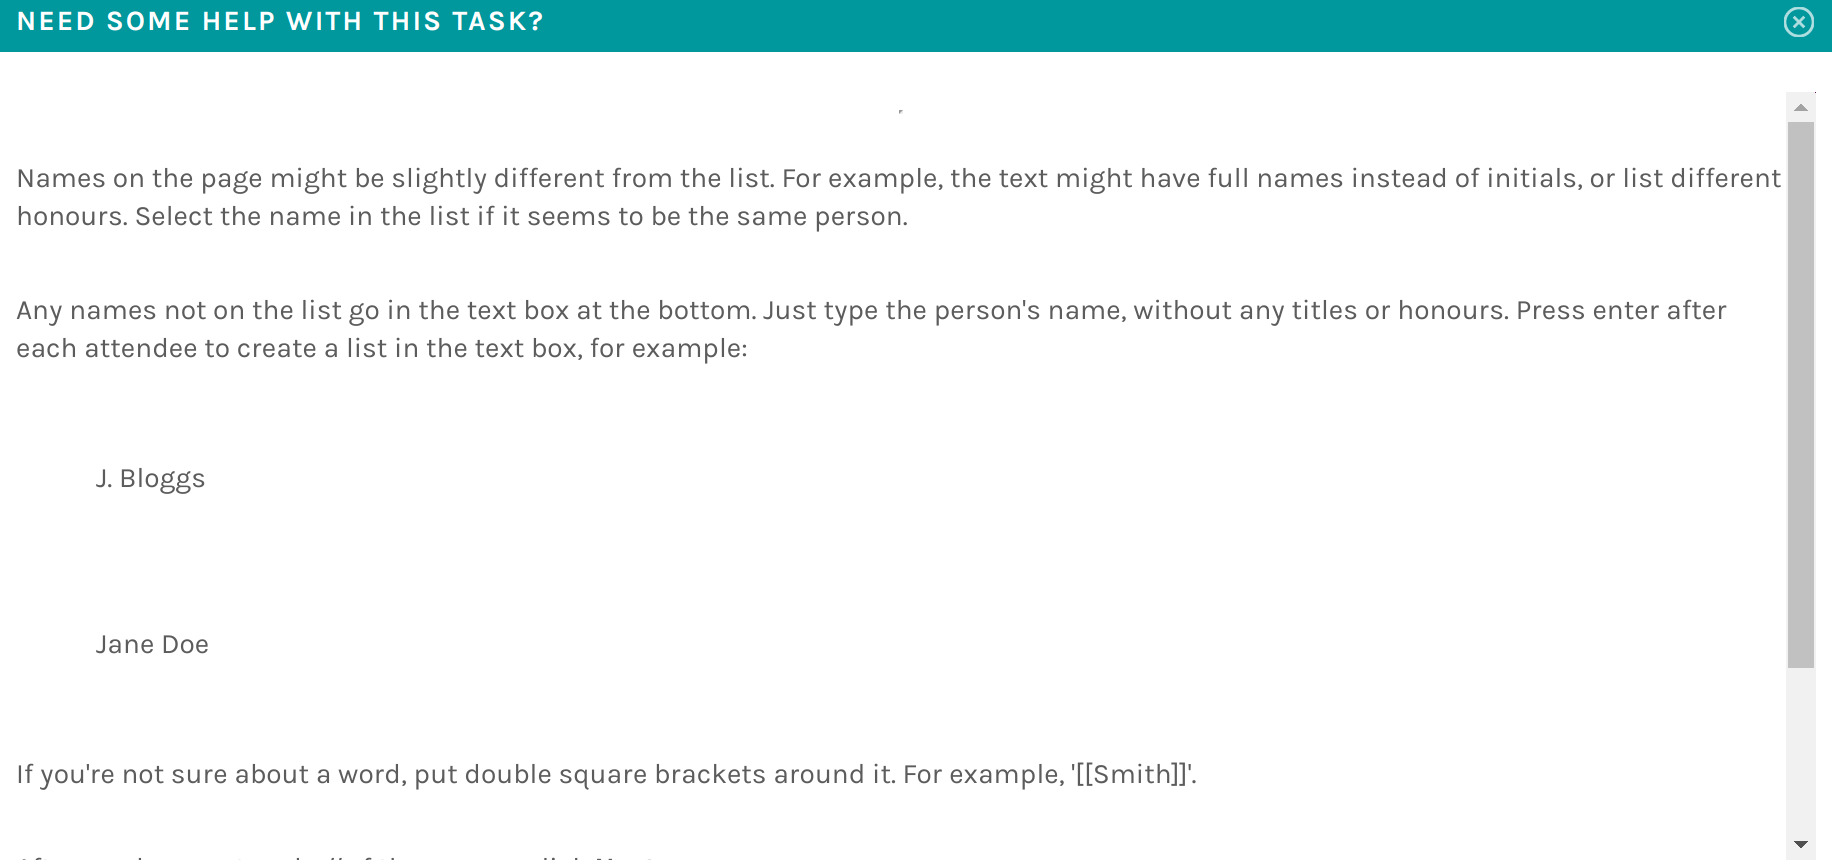 NEED SOME HELP WITH THIS TASK?
Names on the page might be slightly different from the list. For example, the text might have full names instead of initials, or list different
honours. Select the name in the list if it seems to be the same person.
Any names not on the list go in the text box at the bottom. Just type the person's name, without any titles or honours. Press enter after
each attendee to create a list in the text box, for example:
J. Bloggs
Jane Doe
If you're not sure about a word, put double square brackets around it. For example, '[[Smith]]'.